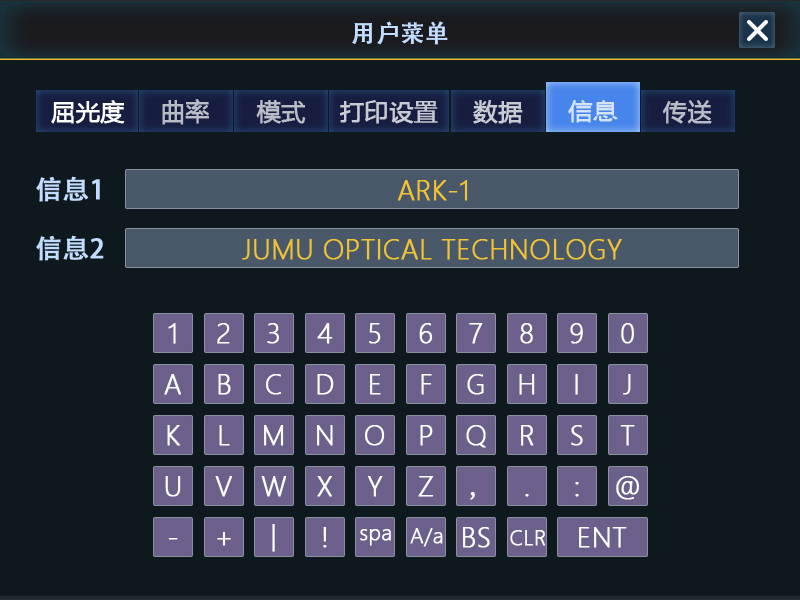 用户菜单
屈光度 曲率 模式 打印设置 数据 信息 传送
信息1 ARK-1
信息2 JUMU OPTICAL TECHNOLOGY
1 2 3 4 5 6 7 8 9 0
A B C D E F G H I J
K L M N O P Q R S T
U V W X Y Z , . : @
- + | ! spa A/a BS CLR ENT